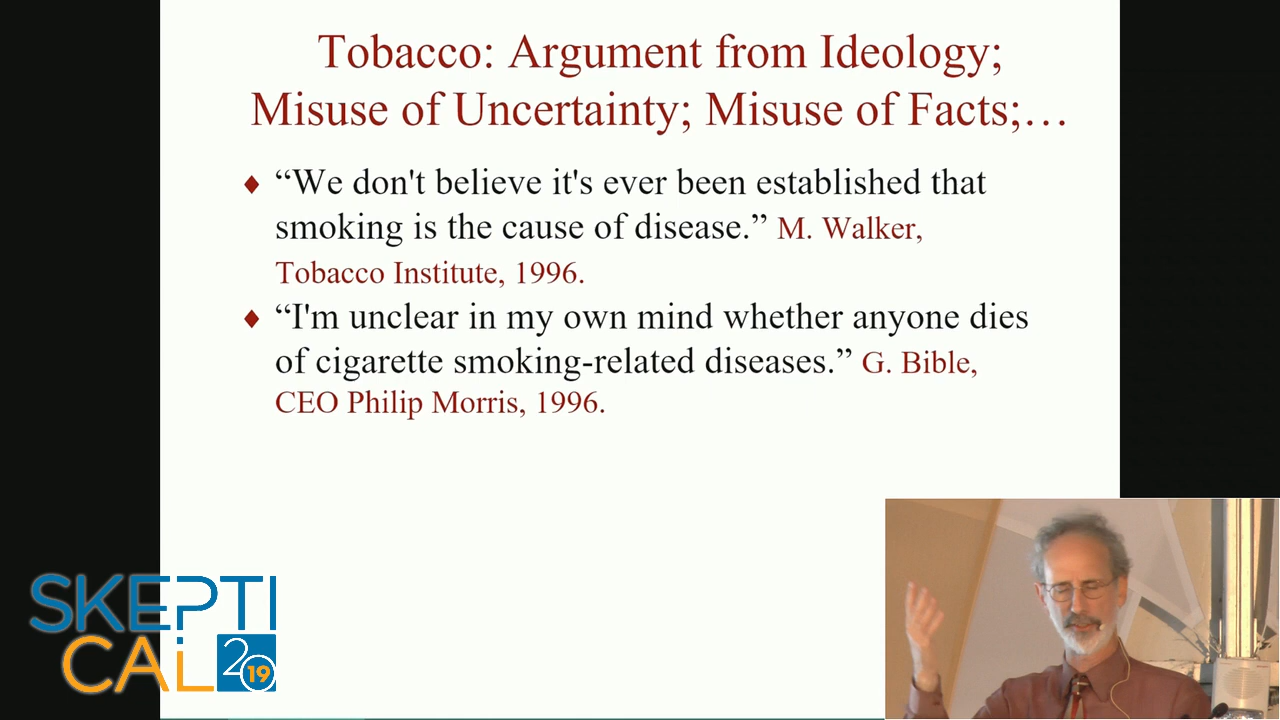 Tobacco: Argument from Ideology;
Misuse of Uncertainty; Misuse of Facts;…
“We don't believe it's ever been established that
smoking is the cause of disease.” M. Walker,
Tobacco Institute, 1996.
“I'm unclear in my own mind whether anyone dies
of cigarette smoking-related diseases.” G. Bible,
CEO Philip Morris, 1996.
SKEPTI
CAL 2019